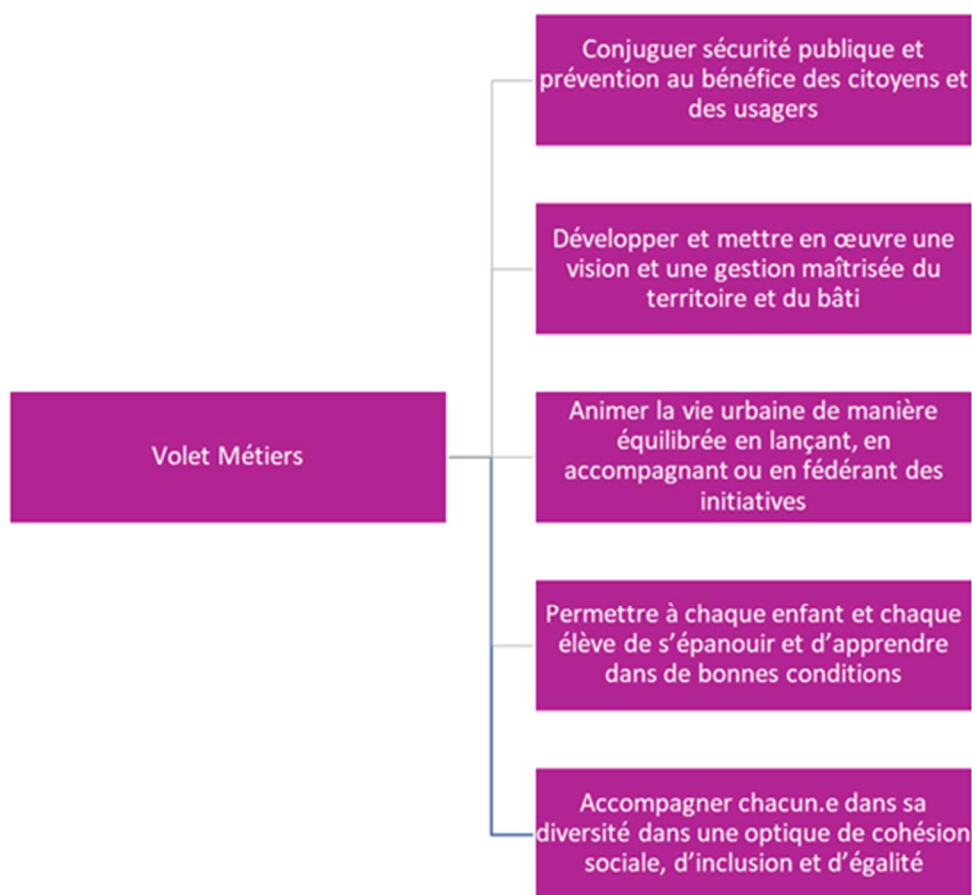 Conjuguer sécurité publique et
prévention au bénéfice des citoyens et
des usagers
Développer et mettre en œuvre une
vision et une gestion maîtrisée du
territoire et du bâti
Volet Métiers
Animer la vie urbaine de manière
équilibrée en lançant, en
accompagnant ou en fédérant des
initiatives
Permettre à chaque enfant et chaque
élève de s’épanouir et d’apprendre
dans de bonnes conditions
Accompagner chacun.e dans sa
diversité dans une optique de cohésion
sociale, d’inclusion et d’égalité